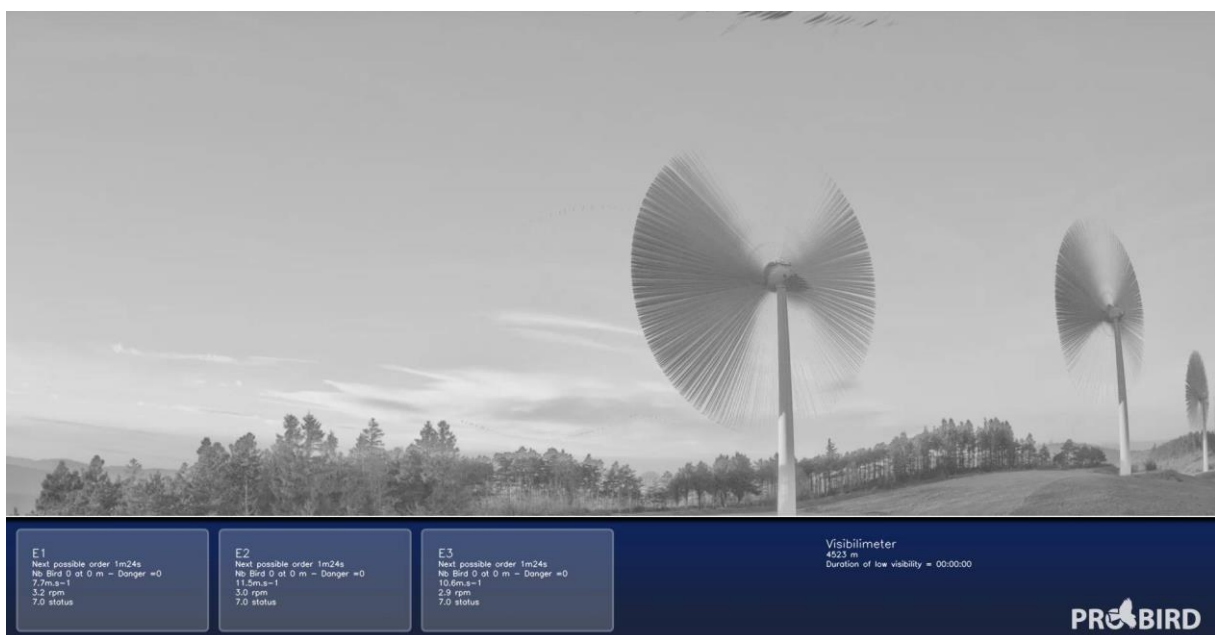 E1
Next possible order 1m24s
Nb Bird 0 at 0 m - Danger =0
7.7m.s-1
3.2 rpm
7.0 status
E2
Next possible order 1m24s
Nb Bird 0 at 0 m - Danger =0
11.5m.s-1
3.0 rpm
7.0 status
E3
Next possible order 1m24s
Nb Bird 0 at 0 m - Danger =0
10.6m.s-1
2.9 rpm
7.0 status
Visibilimeter
4523 m
Duration of low visibility = 00:00:00
PROBIRD